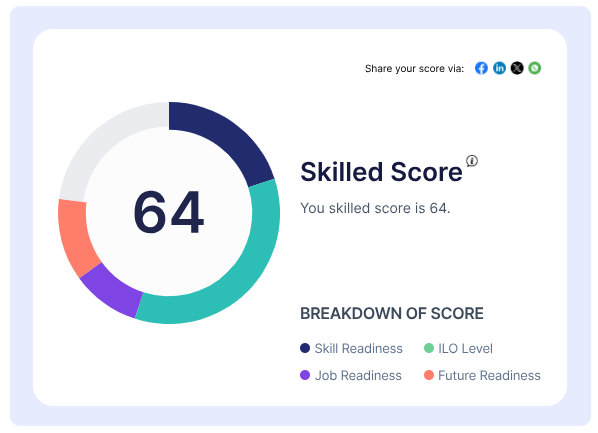 Share your score via:
64
Skilled Score
You skilled score is 64.
BREAKDOWN OF SCORE
Skill Readiness
ILO Level
Job Readiness
Future Readiness